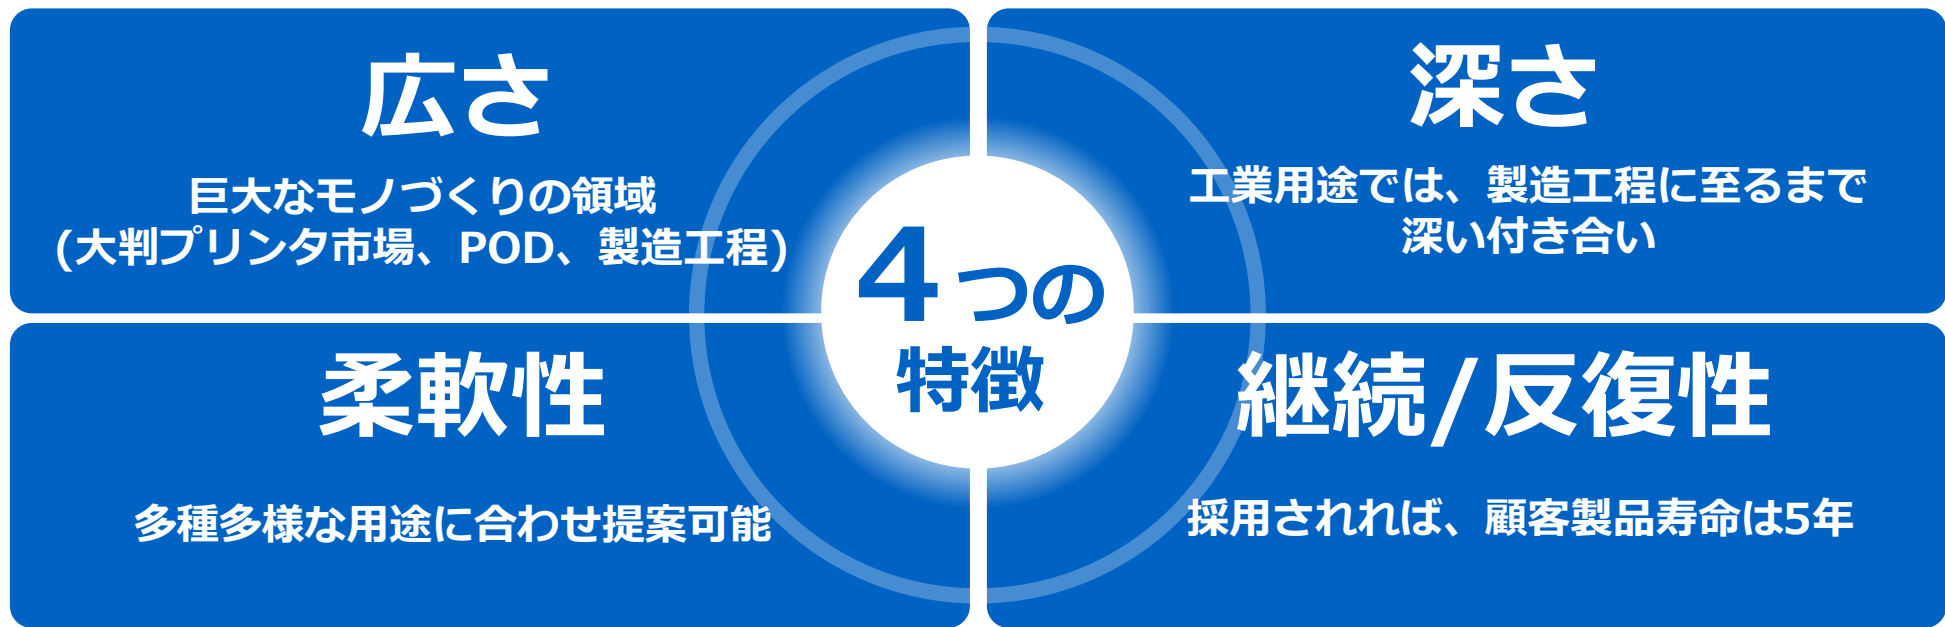 広さ
巨大なモノづくりの領域
(大判プリンタ市場、POD、製造工程)
深さ
工業用途では、製造工程に至るまで
深い付き合い
4つの
特徴
柔軟性
多種多様な用途に合わせ提案可能
継続/反復性
採用されれば、顧客製品寿命は5年